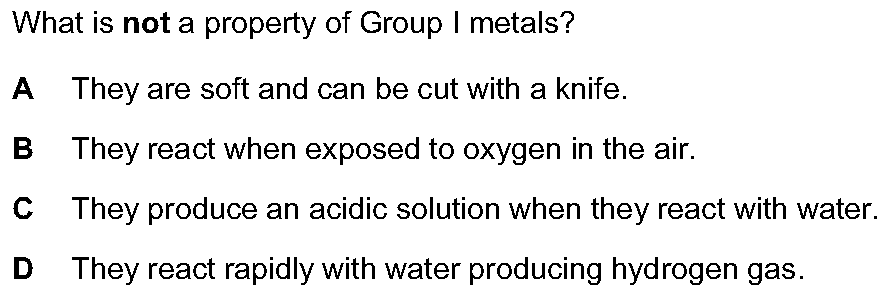 What is not a property of Group I metals?
A They are soft and can be cut with a knife.
B They react when exposed to oxygen in the air.
C They produce an acidic solution when they react with water.
D They react rapidly with water producing hydrogen gas.